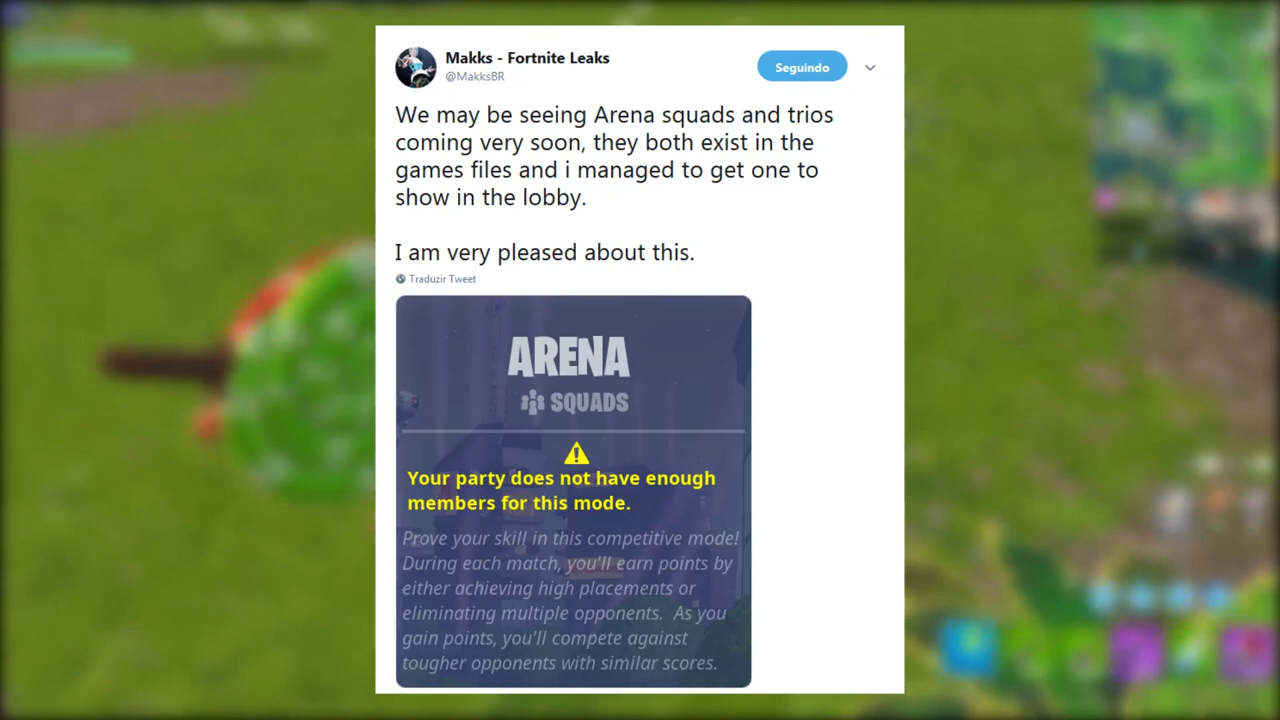 Makks - Fortnite Leaks
@MakksBR
Seguindo
We may be seeing Arena squads and trios
coming very soon, they both exist in the
games files and i managed to get one to
show in the lobby.
I am very pleased about this.
Traduzir Tweet
ARENA
SQUADS
Your party does not have enough
members for this mode.
Prove your skill in this competitive mode!
During each match, you'll earn points by
either achieving high placements or
eliminating multiple opponents.  As you
gain points, you'll compete against
tougher opponents with similar scores.